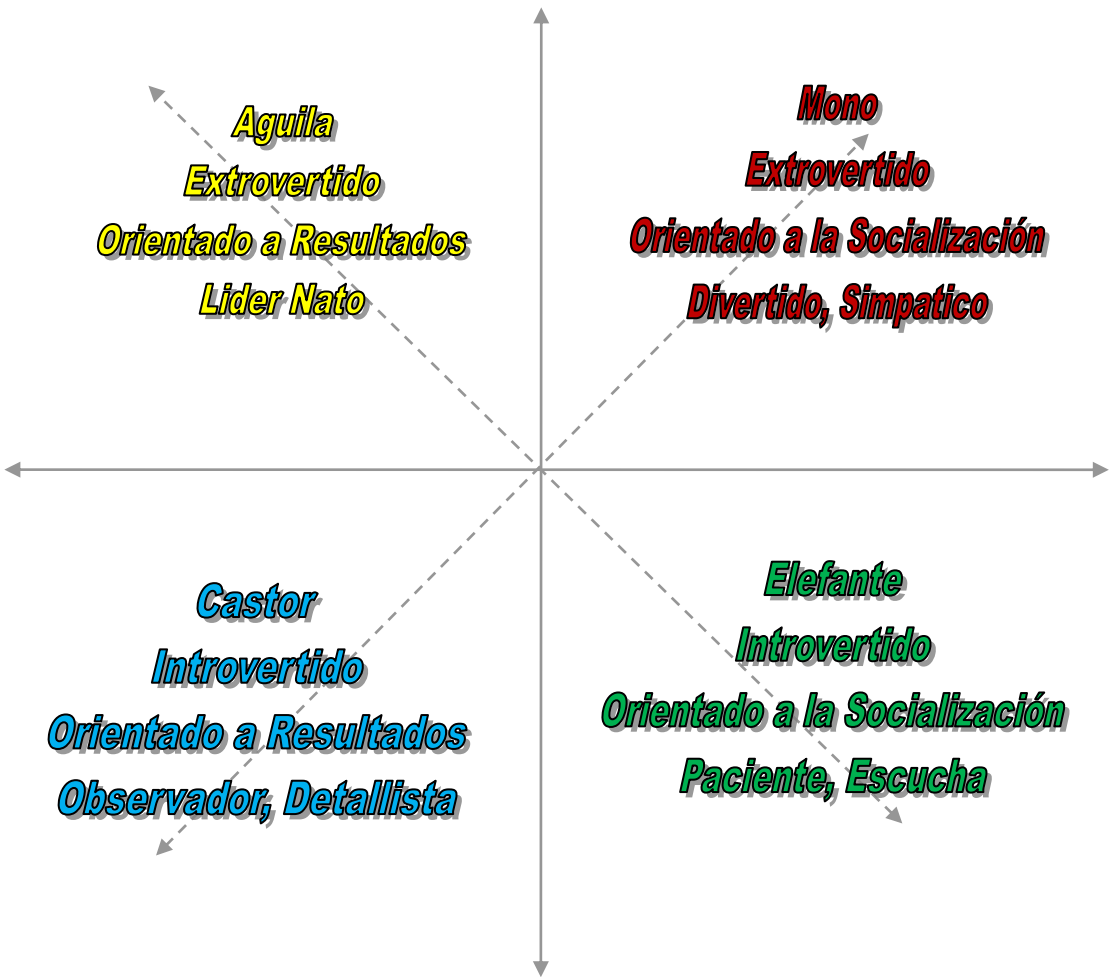 Aguila
Extrovertido
Orientado a Resultados
Lider Nato
Mono
Extrovertido
Orientado a la Socialización
Divertido, Simpatico
Castor
Introvertido
Orientado a Resultados
Observador, Detallista
Elefante
Introvertido
Orientado a la Socialización
Paciente, Escucha